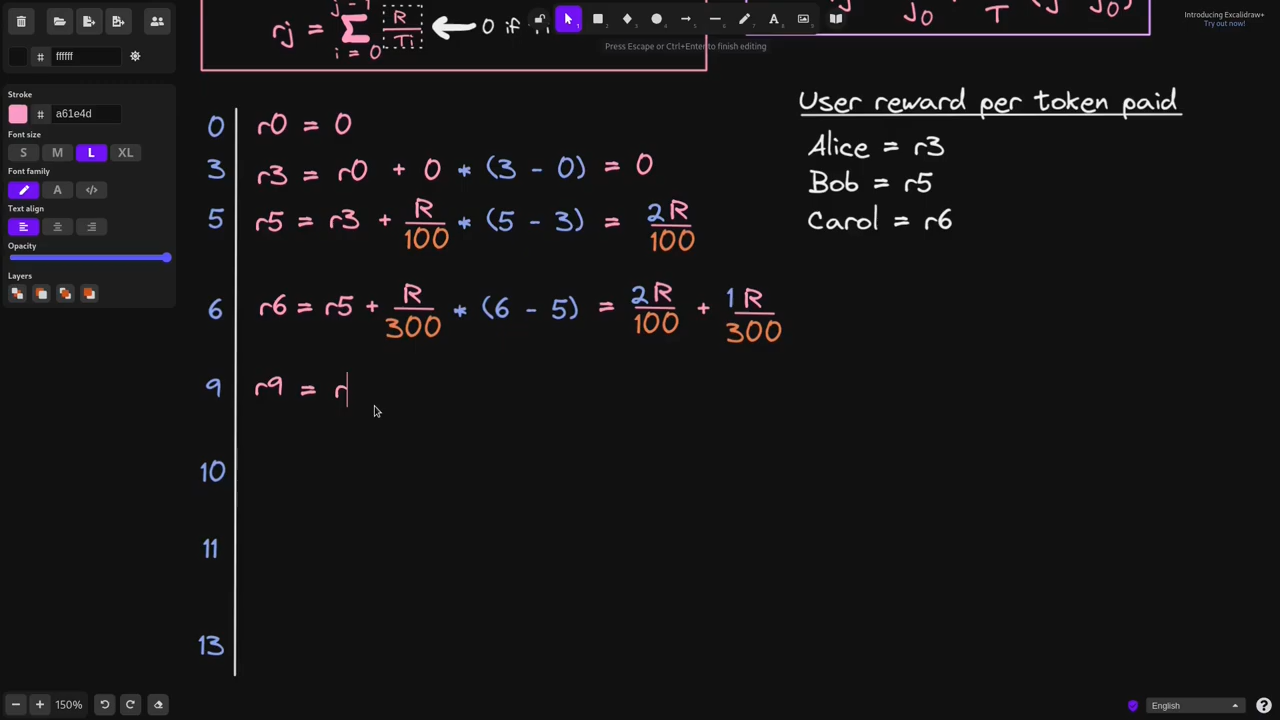 Introducing Excalidraw+
Try out now!
Press Escape or Ctrl+Enter to finish editing
# ffffff
Stroke
# a61e4d
Font size
S M L XL
Font family
A
Text align
Opacity
Layers
rj = Σ i = 0 R/Ti ← 0 if
User reward per token paid
Alice = r3
Bob = r5
Carol = r6
0 r0 = 0
3 r3 = r0 + 0 * (3 - 0) = 0
5 r5 = r3 + R/100 * (5 - 3) = 2R/100
6 r6 = r5 + R/300 * (6 - 5) = 2R/100 + 1R/300
9 r9 = r
10
11
13
150%
English